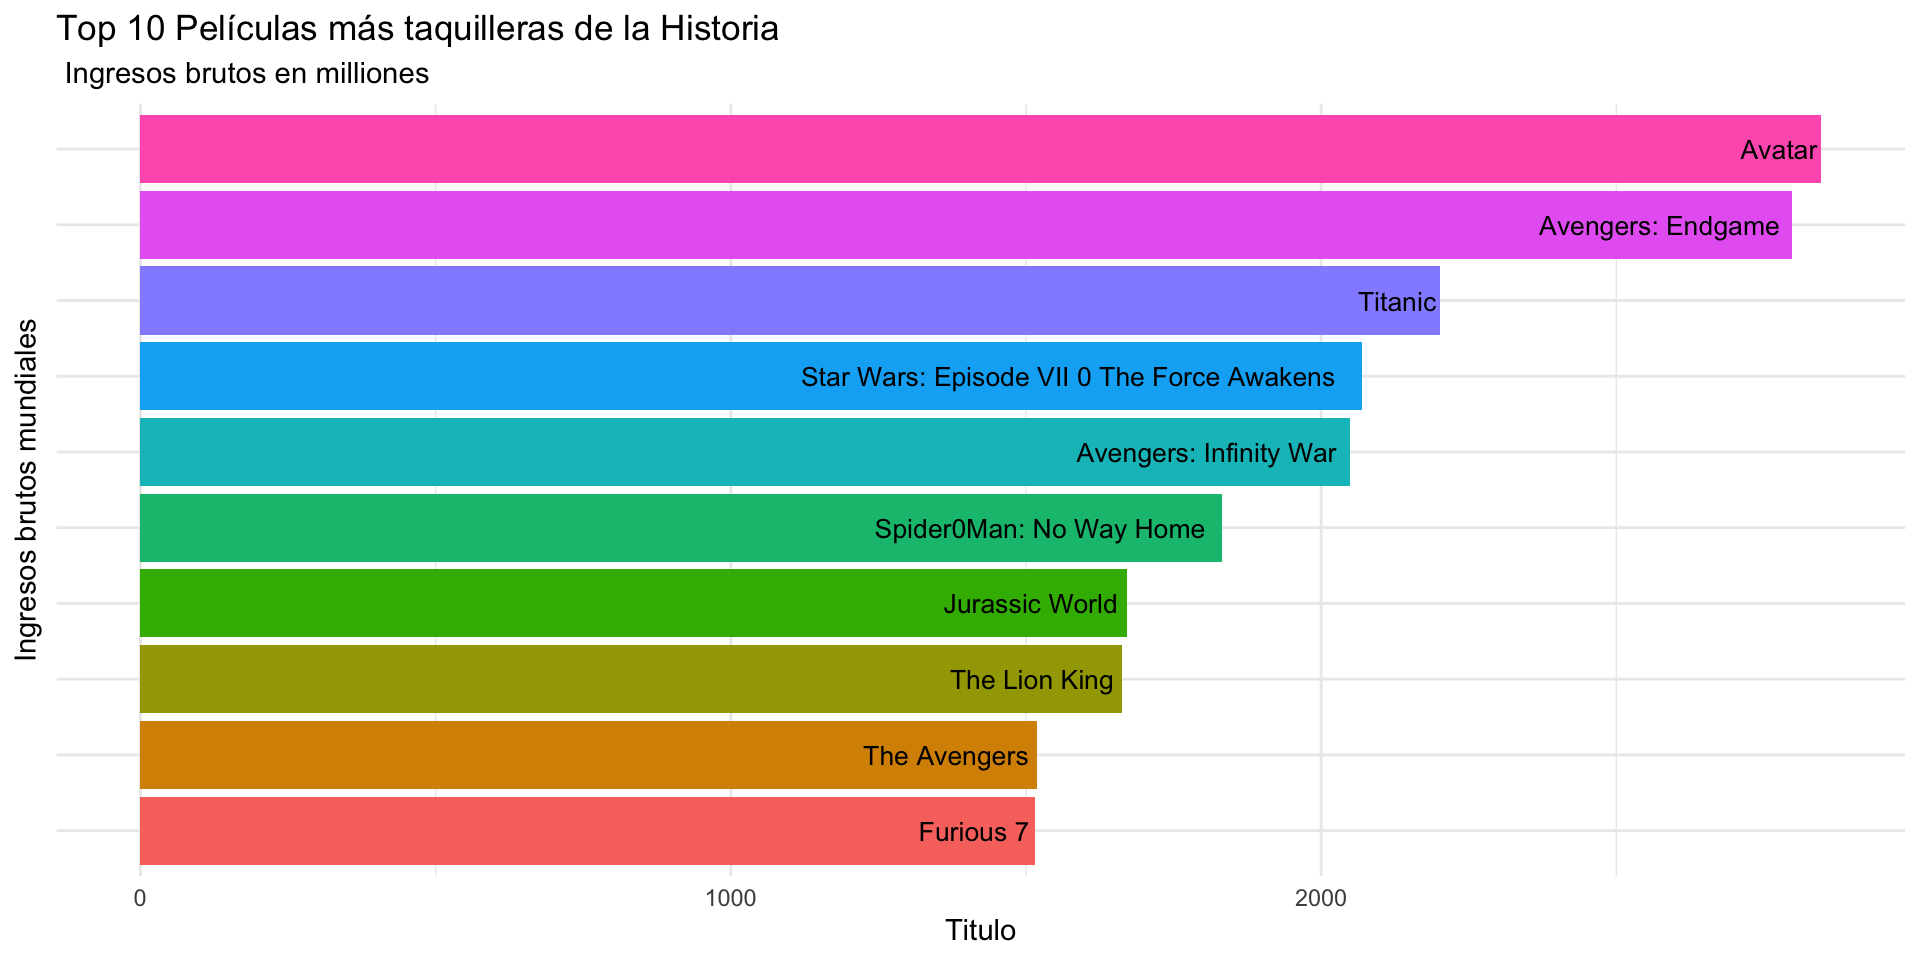 Top 10 Películas más taquilleras de la Historia
Ingresos brutos en milliones
Ingresos brutos mundiales
Avatar
Avengers: Endgame
Titanic
Star Wars: Episode VII 0 The Force Awakens
Avengers: Infinity War
Spider0Man: No Way Home
Jurassic World
The Lion King
The Avengers
Furious 7
0 1000 2000
Titulo